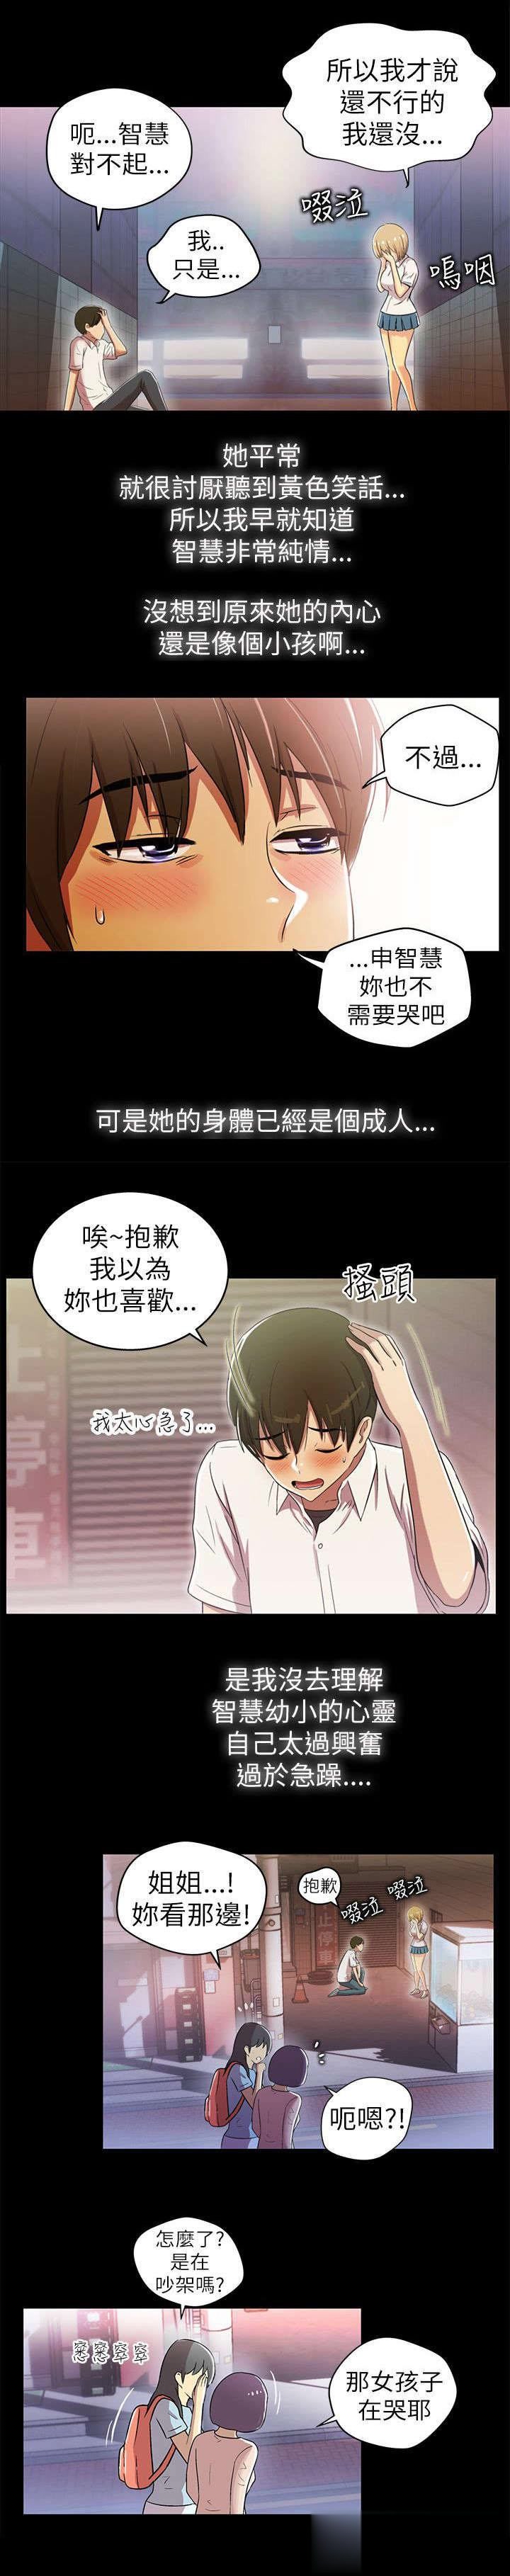 所以我才說
還不行的
我還沒...
呃...智慧
對不起...
啜泣
我..
只是...
嗚咽
她平常
就很討厭聽到黃色笑話...
所以我早就知道
智慧非常純情...
沒想到原來她的內心
還是像個小孩啊...
不過...
...申智慧
妳也不
需要哭吧
可是她的身體已經是個成人...
唉~抱歉
我以為
妳也喜歡...
搔頭
我太心急了...
止
停
車
是我沒去理解
智慧幼小的心靈
自己太過興奮
過於急躁....
姐姐...!
妳看那邊!
抱歉
啜泣 啜泣
止
停
車
呃嗯?!
怎麼了?
是在
吵架嗎?
窸窸窣窣
那女孩子
在哭耶